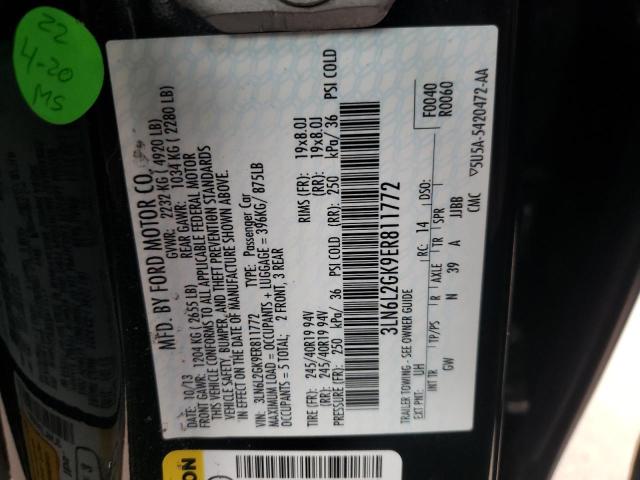 22
4-20
MS
MFD. BY FORD MOTOR CO.
DATE: 10/13 GVWR: 2232 KG ( 4920 LB)
FRONT GAWR: 1204 KG ( 2655 LB) REAR GAWR: 1034 KG ( 2280 LB)
VEHICLE CONFORMS TO ALL APPLICABLE FEDERAL MOTOR
VEHICLE SAFETY, BUMPER, AND THEFT PREVENTION STANDARDS
IN EFFECT ON THE DATE OF MANUFACTURE SHOWN ABOVE.
VIN: 3LN6L2GK9ER811772 TYPE: Passenger Car
MAXIMUM LOAD = OCCUPANTS + LUGGAGE = 396KG/ 875LB
OCCUPANTS = 5 TOTAL: 2 FRONT, 3 REAR
TIRE (FR): 245/40R19 94V RIMS (FR): 19x8.0J
(RR): 245/40R19 94V (RR): 19x8.0J
PRESSURE (FR): 250 kPa/ 36 PSI COLD (RR): 250 kPa/ 36 PSI COLD
3LN6L2GK9ER811772
TRAILER TOWING - SEE OWNER GUIDE
F0040
R0060
EXT PNT: UH RC: 14 DSO:
INT TR TP/PS R AXLE TR SPR
GW N 39 A JJBB
CMC ▽5U5A-5420472-AA
ON
3